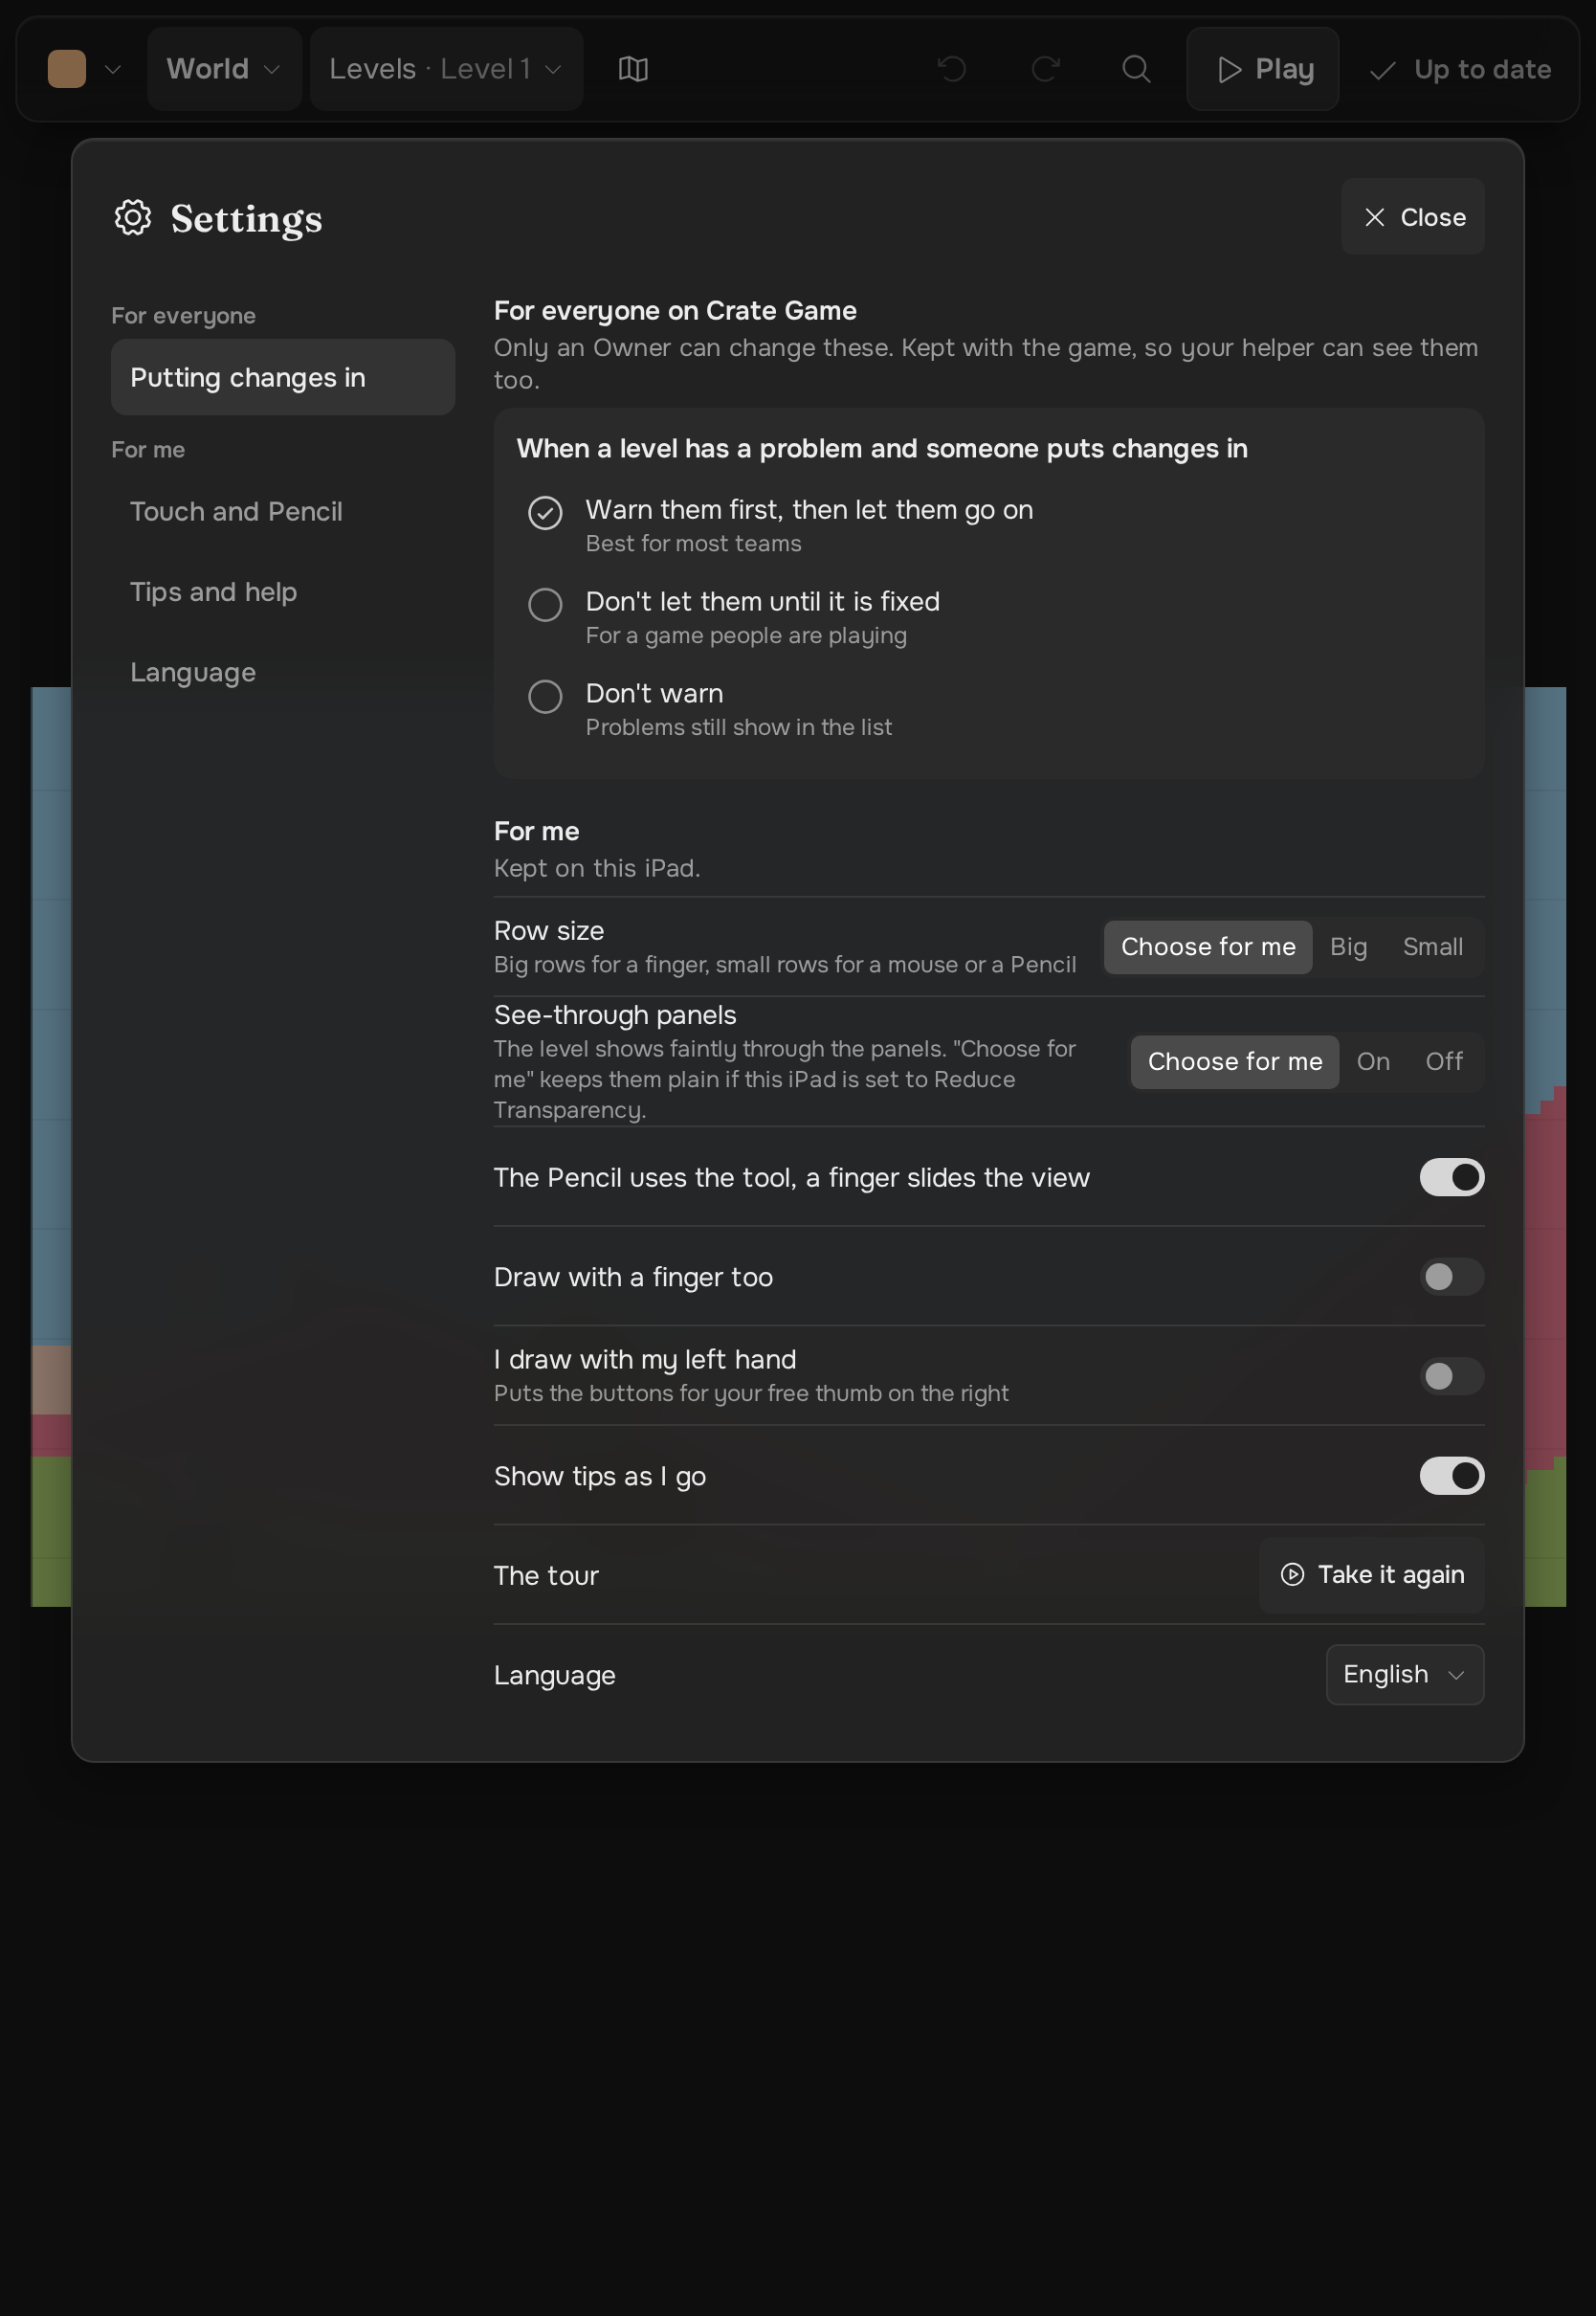 World
Levels · Level 1
Play
Up to date
Settings
Close
For everyone
Putting changes in
For me
Touch and Pencil
Tips and help
Language
For everyone on Crate Game
Only an Owner can change these. Kept with the game, so your helper can see them
too.
When a level has a problem and someone puts changes in
Warn them first, then let them go on
Best for most teams
Don't let them until it is fixed
For a game people are playing
Don't warn
Problems still show in the list
For me
Kept on this iPad.
Row size
Big rows for a finger, small rows for a mouse or a Pencil
Choose for me
Big
Small
See-through panels
The level shows faintly through the panels. "Choose for
me" keeps them plain if this iPad is set to Reduce
Transparency.
Choose for me
On
Off
The Pencil uses the tool, a finger slides the view
Draw with a finger too
I draw with my left hand
Puts the buttons for your free thumb on the right
Show tips as I go
The tour
Take it again
Language
English